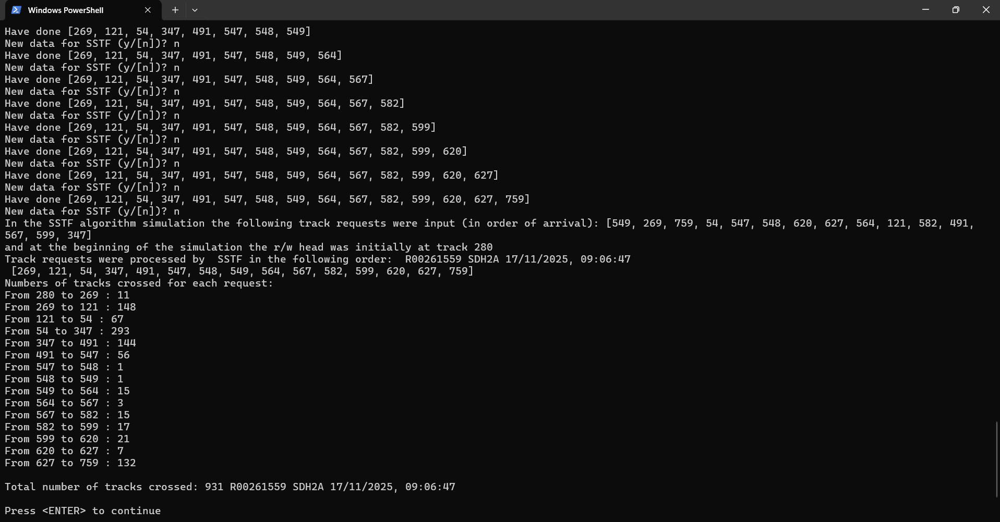 Windows PowerShell
Have done [269, 121, 54, 347, 491, 547, 548, 549]
New data for SSTF (y/[n])? n
Have done [269, 121, 54, 347, 491, 547, 548, 549, 564]
New data for SSTF (y/[n])? n
Have done [269, 121, 54, 347, 491, 547, 548, 549, 564, 567]
New data for SSTF (y/[n])? n
Have done [269, 121, 54, 347, 491, 547, 548, 549, 564, 567, 582]
New data for SSTF (y/[n])? n
Have done [269, 121, 54, 347, 491, 547, 548, 549, 564, 567, 582, 599]
New data for SSTF (y/[n])? n
Have done [269, 121, 54, 347, 491, 547, 548, 549, 564, 567, 582, 599, 620]
New data for SSTF (y/[n])? n
Have done [269, 121, 54, 347, 491, 547, 548, 549, 564, 567, 582, 599, 620, 627]
New data for SSTF (y/[n])? n
Have done [269, 121, 54, 347, 491, 547, 548, 549, 564, 567, 582, 599, 620, 627, 759]
New data for SSTF (y/[n])? n
In the SSTF algorithm simulation the following track requests were input (in order of arrival): [549, 269, 759, 54, 547, 548, 620, 627, 564, 121, 582, 491,
567, 599, 347]
and at the beginning of the simulation the r/w head was initially at track 280
Track requests were processed by  SSTF in the following order:  R00261559 SDH2A 17/11/2025, 09:06:47
 [269, 121, 54, 347, 491, 547, 548, 549, 564, 567, 582, 599, 620, 627, 759]
Numbers of tracks crossed for each request:
From 280 to 269 : 11
From 269 to 121 : 148
From 121 to 54 : 67
From 54 to 347 : 293
From 347 to 491 : 144
From 491 to 547 : 56
From 547 to 548 : 1
From 548 to 549 : 1
From 549 to 564 : 15
From 564 to 567 : 3
From 567 to 582 : 15
From 582 to 599 : 17
From 599 to 620 : 21
From 620 to 627 : 7
From 627 to 759 : 132
Total number of tracks crossed: 931 R00261559 SDH2A 17/11/2025, 09:06:47
Press <ENTER> to continue